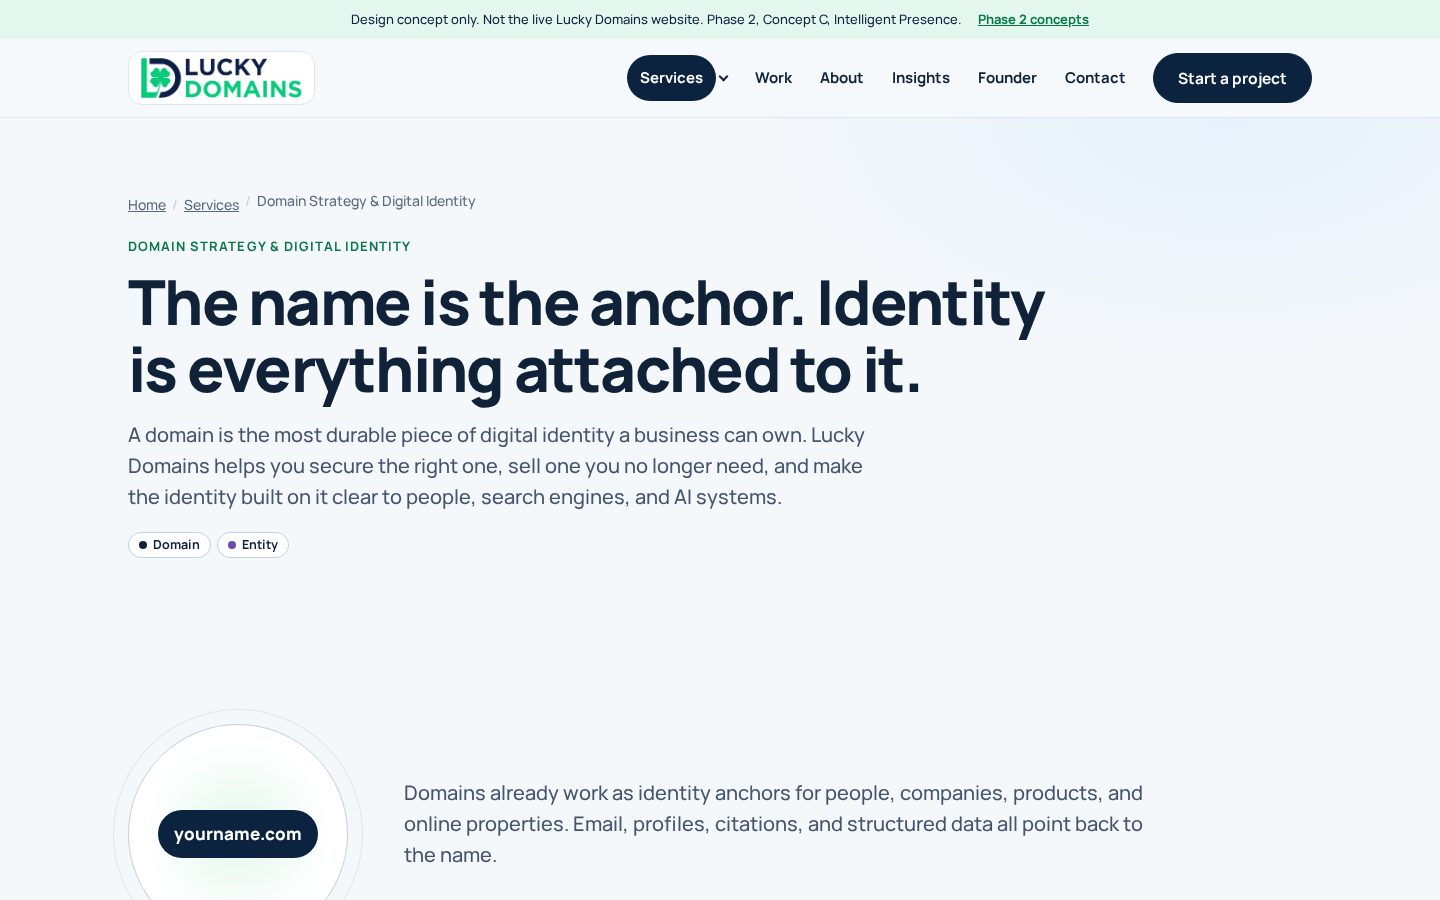 Design concept only. Not the live Lucky Domains website. Phase 2, Concept C, Intelligent Presence. Phase 2 concepts
LUCKY
DOMAINS
Services Work About Insights Founder Contact Start a project
Home / Services / Domain Strategy & Digital Identity
DOMAIN STRATEGY & DIGITAL IDENTITY
The name is the anchor. Identity
is everything attached to it.
A domain is the most durable piece of digital identity a business can own. Lucky
Domains helps you secure the right one, sell one you no longer need, and make
the identity built on it clear to people, search engines, and AI systems.
Domain Entity
yourname.com
Domains already work as identity anchors for people, companies, products, and
online properties. Email, profiles, citations, and structured data all point back to
the name.